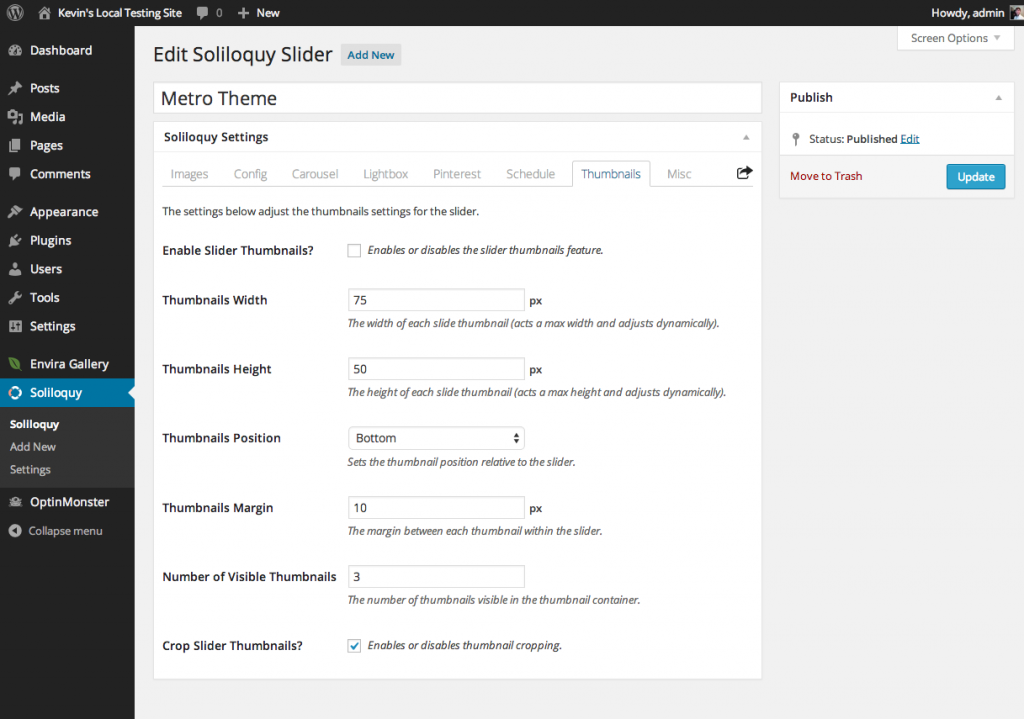 Kevin's Local Testing Site 0 New Howdy, admin
Screen Options
Dashboard
Posts
Media
Pages
Comments
Appearance
Plugins
Users
Tools
Settings
Envira Gallery
Soliloquy
Soliloquy
Add New
Settings
OptinMonster
Collapse menu
Edit Soliloquy Slider Add New
Metro Theme
Soliloquy Settings
Images Config Carousel Lightbox Pinterest Schedule Thumbnails Misc
The settings below adjust the thumbnails settings for the slider.
Enable Slider Thumbnails? Enables or disables the slider thumbnails feature.
Thumbnails Width 75 px
The width of each slide thumbnail (acts a max width and adjusts dynamically).
Thumbnails Height 50 px
The height of each slide thumbnail (acts a max height and adjusts dynamically).
Thumbnails Position Bottom
Sets the thumbnail position relative to the slider.
Thumbnails Margin 10 px
The margin between each thumbnail within the slider.
Number of Visible Thumbnails 3
The number of thumbnails visible in the thumbnail container.
Crop Slider Thumbnails? Enables or disables thumbnail cropping.
Publish
Status: Published Edit
Move to Trash Update